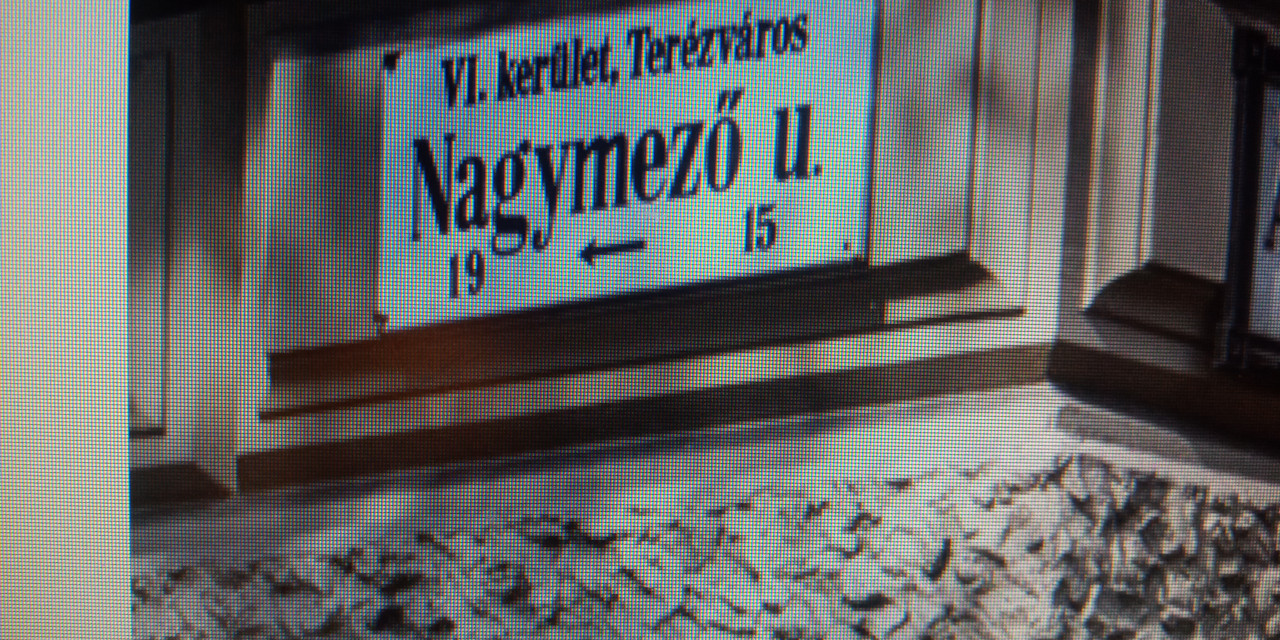 VI. kerület, Terézváros
Nagymező u.
19 ← 15